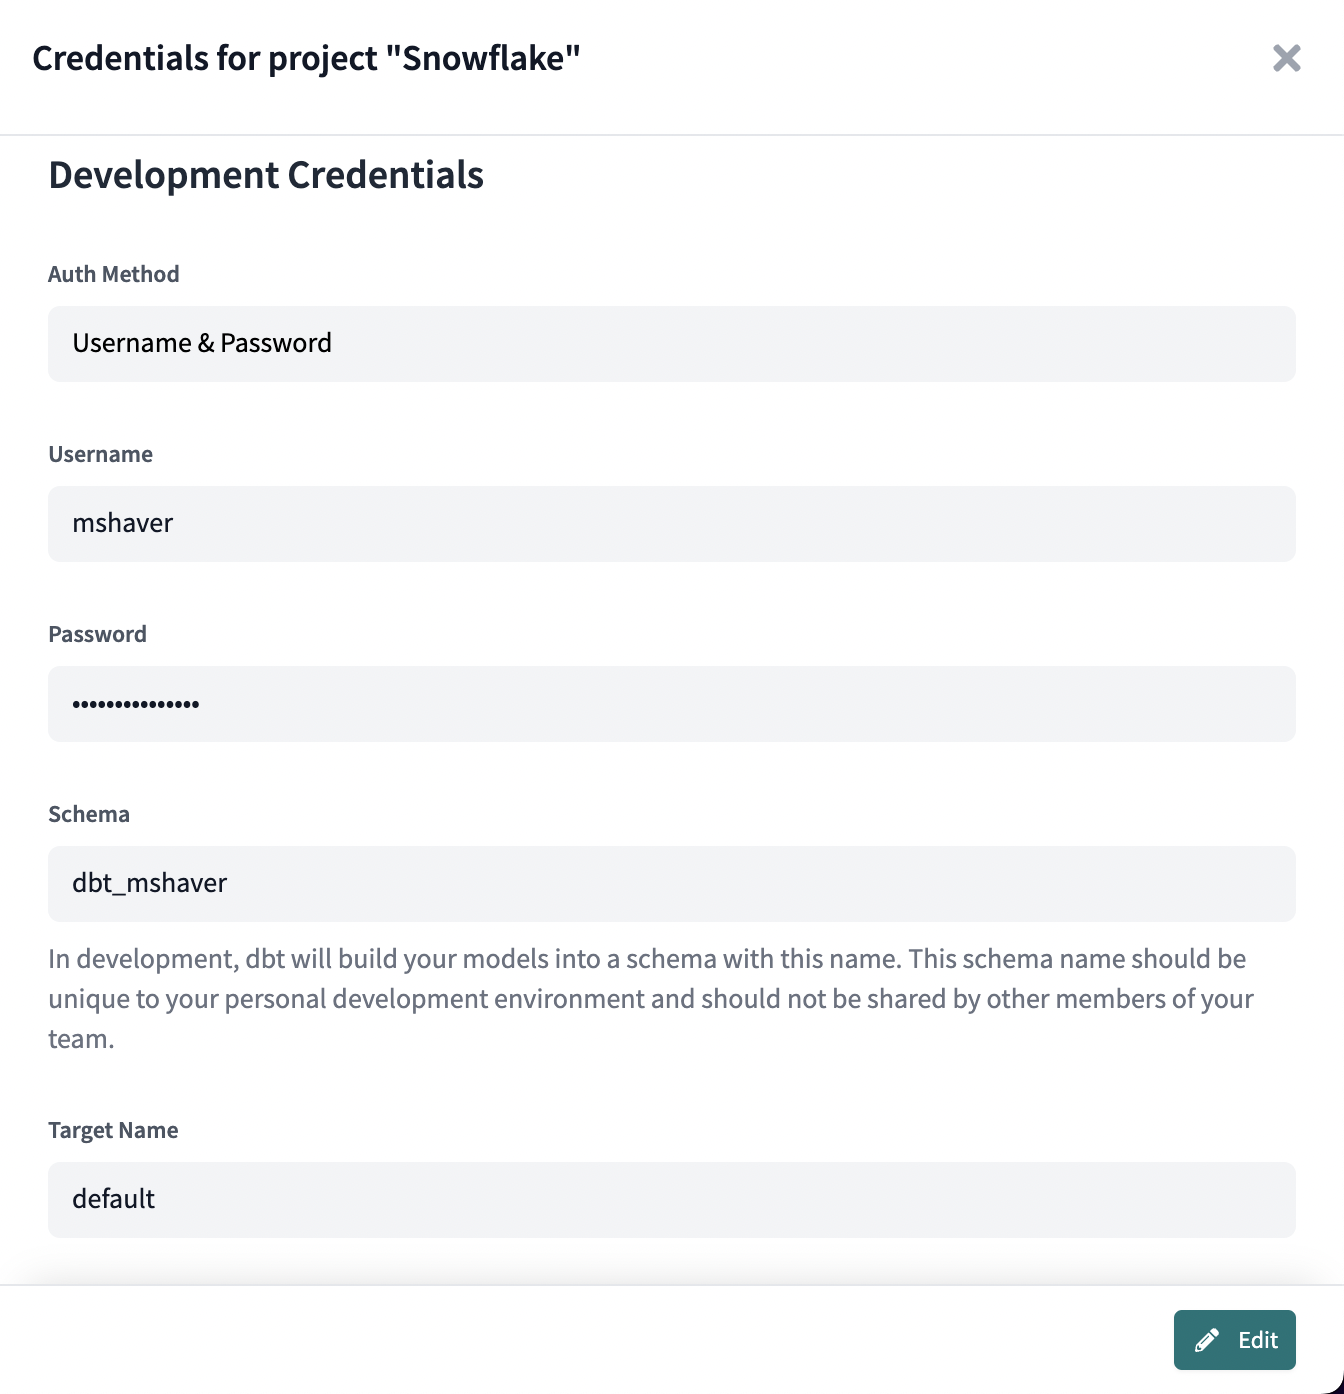 Credentials for project "Snowflake"
Development Credentials
Auth Method
Username & Password
Username
mshaver
Password
•••••••••••••••
Schema
dbt_mshaver
In development, dbt will build your models into a schema with this name. This schema name should be
unique to your personal development environment and should not be shared by other members of your
team.
Target Name
default
Edit